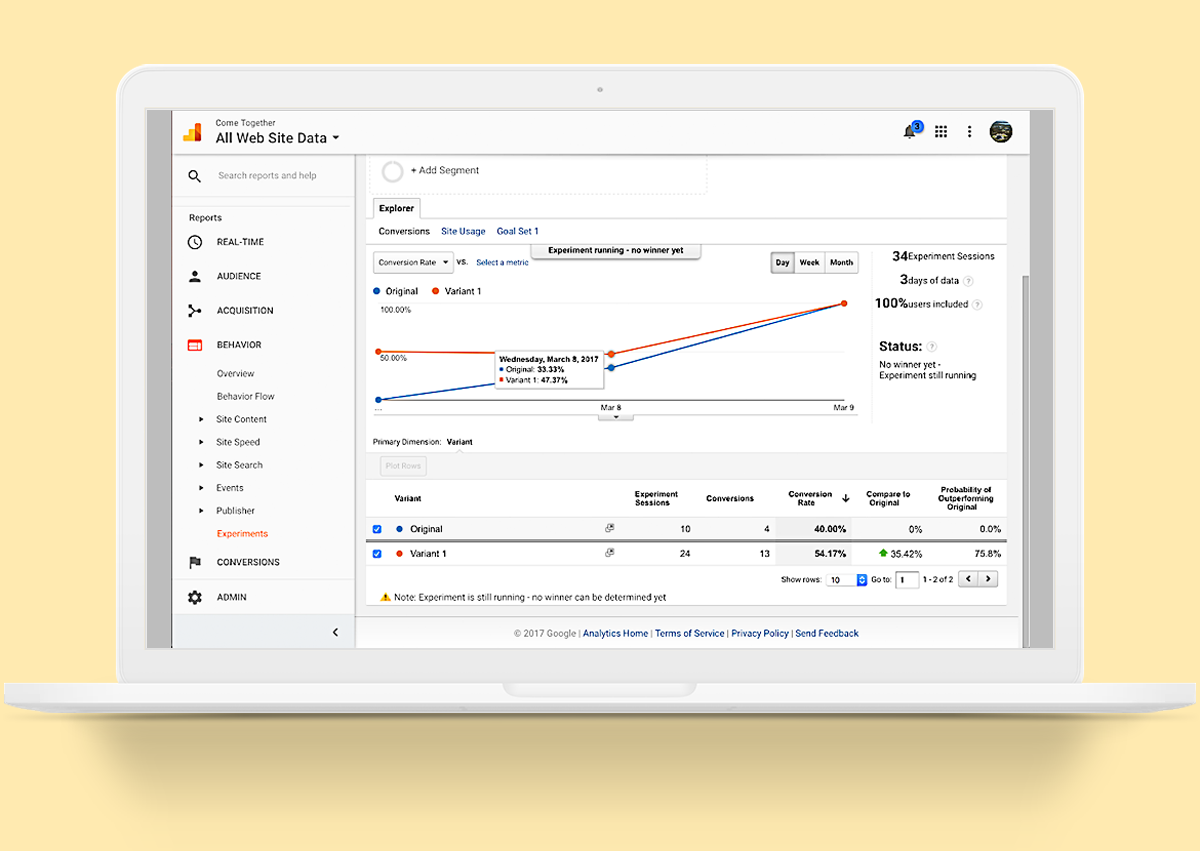 Come Together
All Web Site Data
3
Search reports and help
+ Add Segment
Reports
REAL-TIME
AUDIENCE
ACQUISITION
BEHAVIOR
Overview
Behavior Flow
Site Content
Site Speed
Site Search
Events
Publisher
Experiments
CONVERSIONS
ADMIN
Explorer
Conversions Site Usage Goal Set 1
Experiment running - no winner yet
Conversion Rate VS. Select a metric
Day Week Month
Original Variant 1
100.00%
50.00%
Wednesday, March 8, 2017
Original: 33.33%
Variant 1: 47.37%
... Mar 8 Mar 9
34 Experiment Sessions
3 days of data ?
100% users included ?
Status: ?
No winner yet -
Experiment still running
Primary Dimension: Variant
Plot Rows
Variant Experiment Sessions Conversions Conversion Rate Compare to Original Probability of Outperforming Original
Original 10 4 40.00% 0% 0.0%
Variant 1 24 13 54.17% 35.42% 75.8%
Show rows: 10 Go to: 1 1 - 2 of 2
Note: Experiment is still running - no winner can be determined yet
© 2017 Google | Analytics Home | Terms of Service | Privacy Policy | Send Feedback